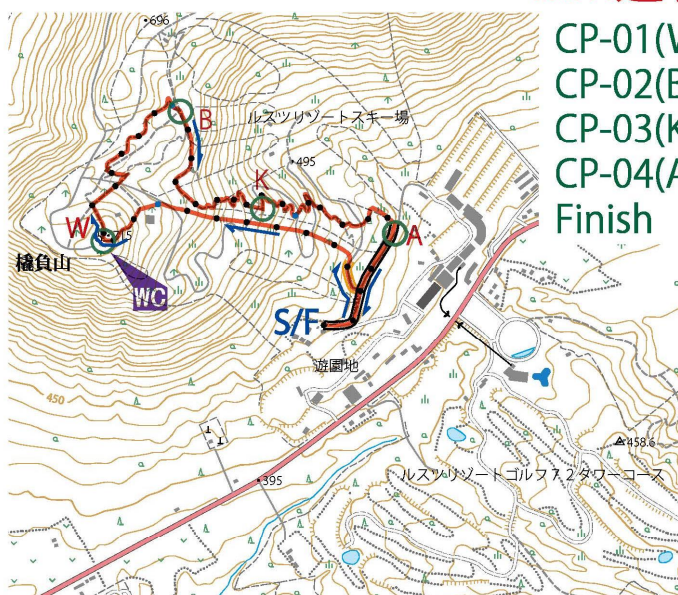 CP-01(W
CP-02(B
CP-03(K
CP-04(A
Finish
696
B
ルスツリゾートスキー場
495
K
W
715
A
橇負山
WC
S/F
遊園地
450
458.6
395
ルスツリゾートゴルフ72タワーコース